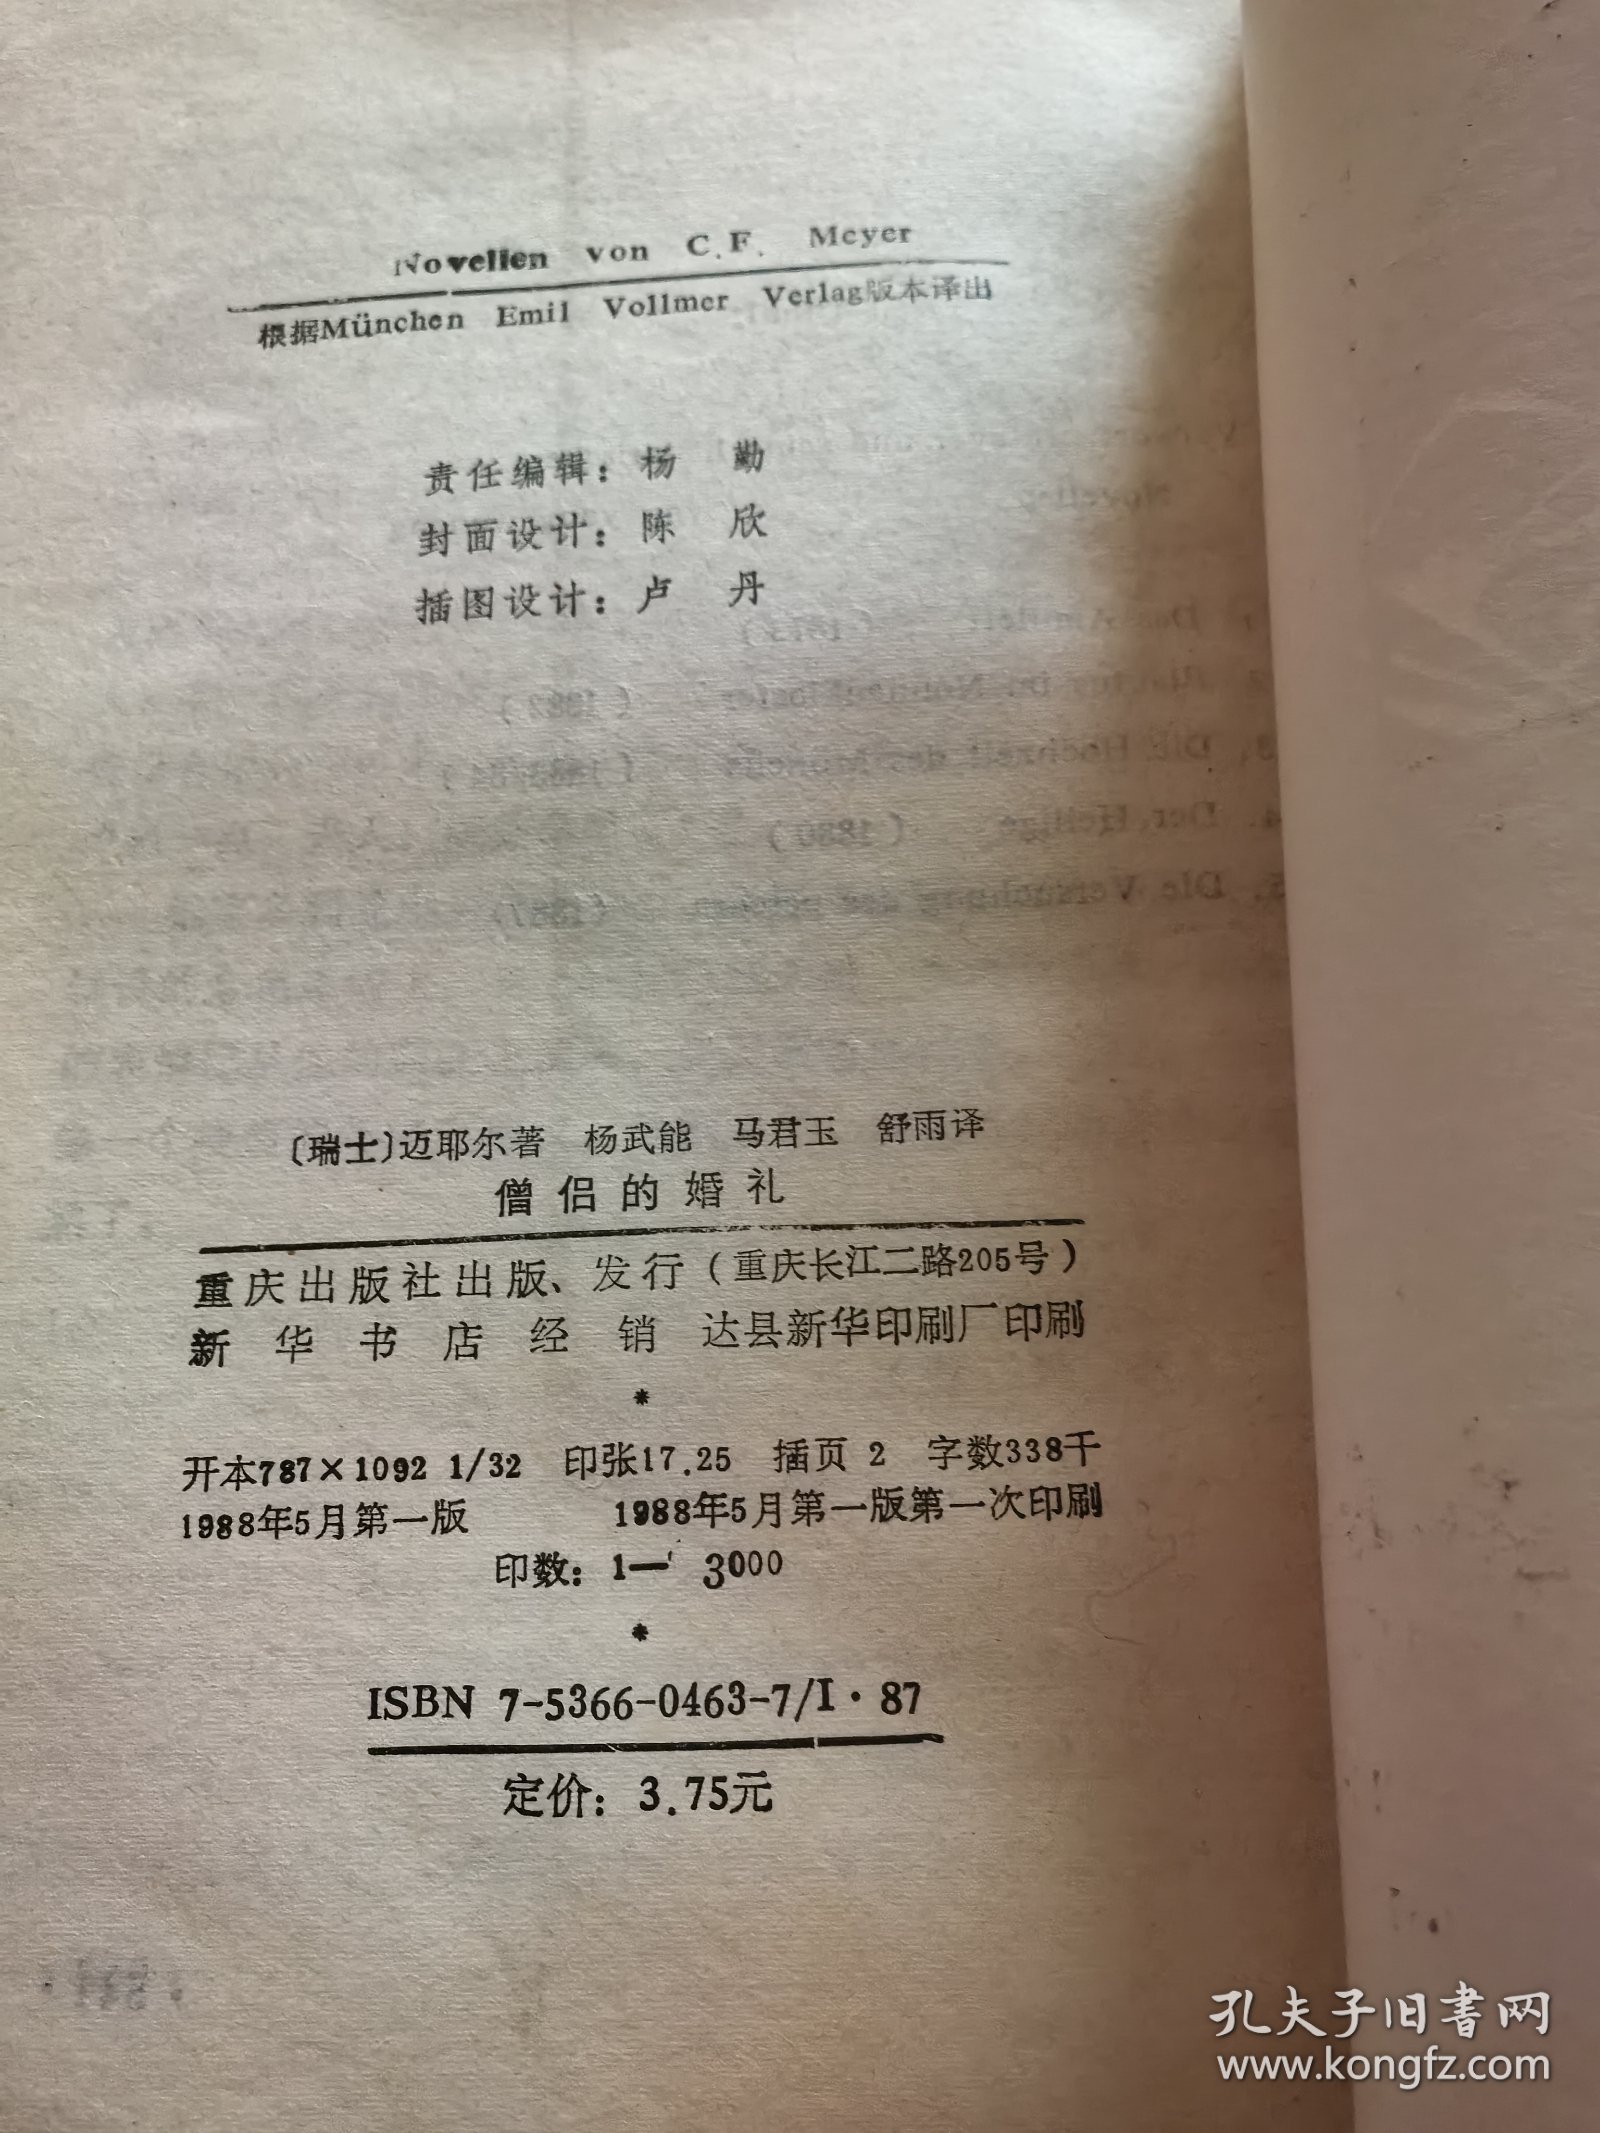 Novellen von C.F. Meyer
根据München Emil Vollmer Verlag版本译出
责任编辑：杨 勤
封面设计：陈 欣
插图设计：卢 丹
〔瑞士〕迈耶尔著 杨武能 马君玉 舒雨译
僧侣的婚礼
重庆出版社出版、发行（重庆长江二路205号）
新华书店经销 达县新华印刷厂印刷
*
开本787×1092 1/32 印张17.25 插页2 字数338千
1988年5月第一版 1988年5月第一版第一次印刷
印数：1— 3000
*
ISBN 7-5366-0463-7/I·87
定价：3.75元
孔夫子旧书网
www.kongfz.com